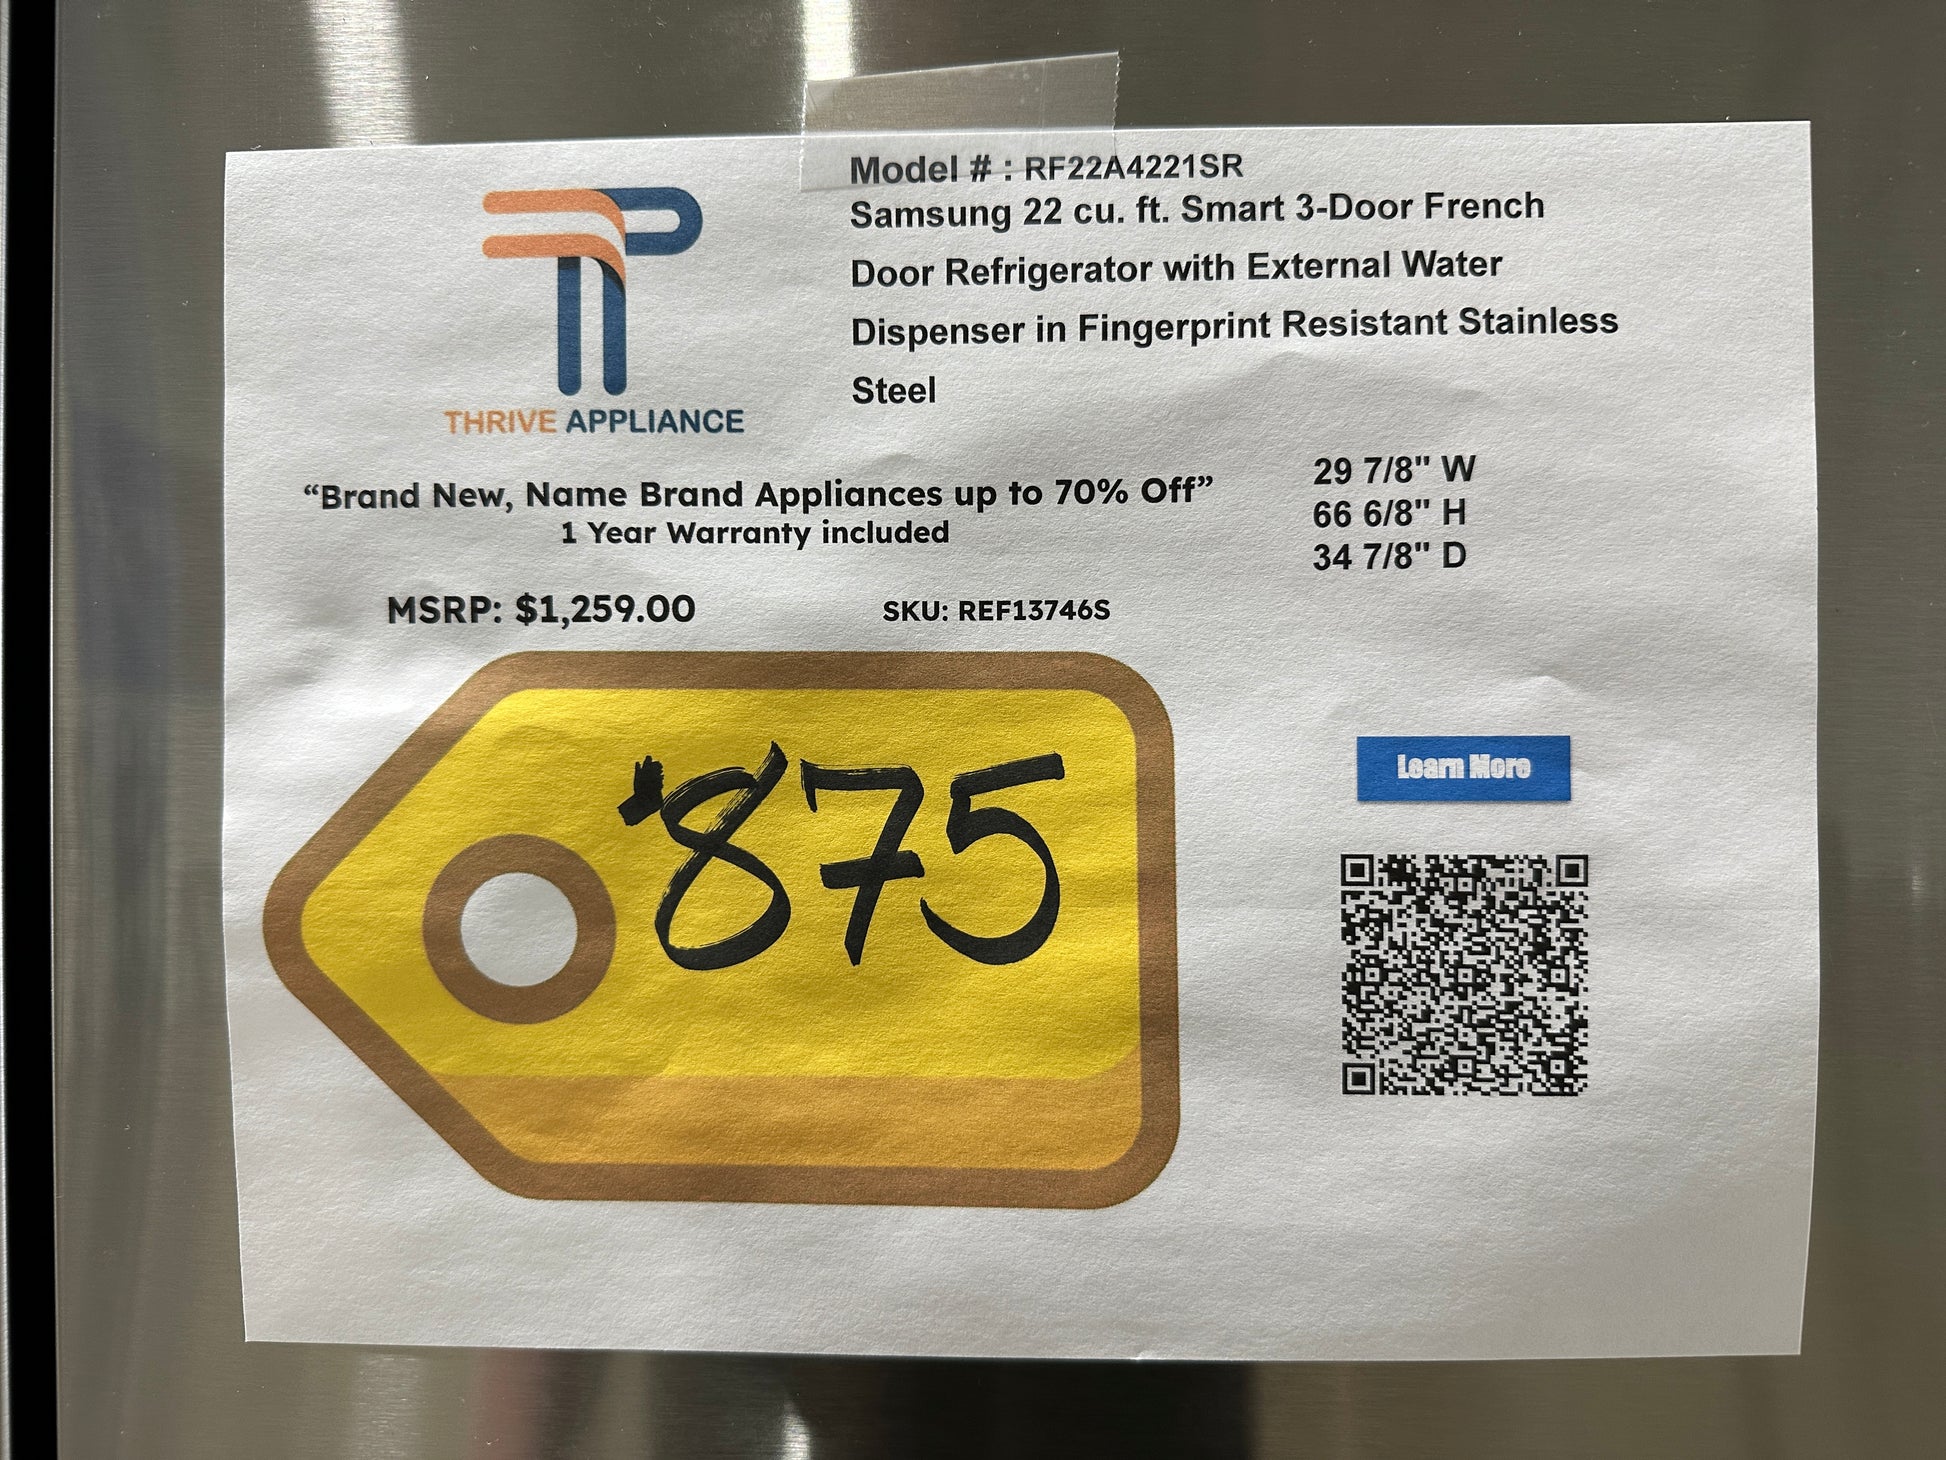 Model # : RF22A4221SR
Samsung 22 cu. ft. Smart 3-Door French
Door Refrigerator with External Water
Dispenser in Fingerprint Resistant Stainless
Steel
THRIVE APPLIANCE
“Brand New, Name Brand Appliances up to 70% Off”
1 Year Warranty included
29 7/8" W
66 6/8" H
34 7/8" D
MSRP: $1,259.00
SKU: REF13746S
$875
Learn More